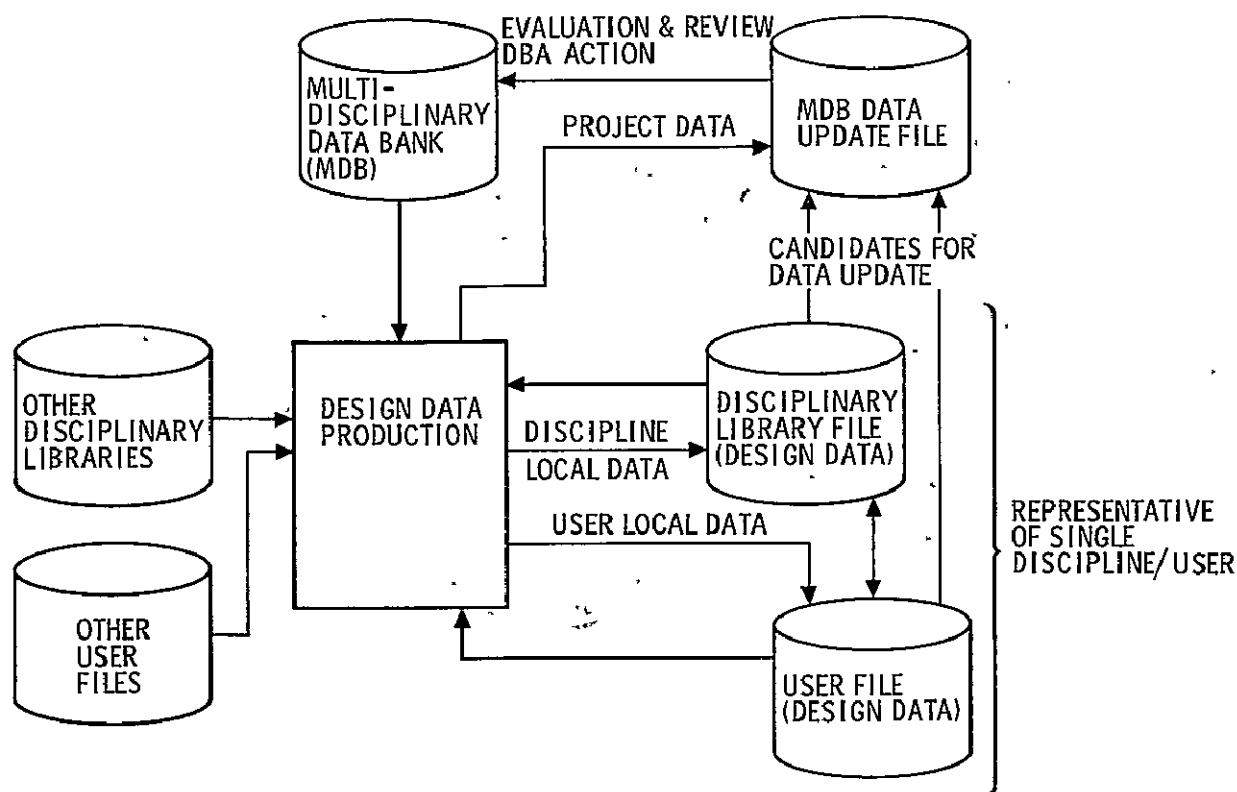 EVALUATION & REVIEW
DBA ACTION
MULTI-
DISCIPLINARY
DATA BANK
(MDB)
MDB DATA
UPDATE FILE
PROJECT DATA
CANDIDATES FOR
DATA UPDATE
OTHER
DISCIPLINARY
LIBRARIES
DESIGN DATA
PRODUCTION
DISCIPLINE
LOCAL DATA
DISCIPLINARY
LIBRARY FILE
(DESIGN DATA)
USER LOCAL DATA
REPRESENTATIVE
OF SINGLE
DISCIPLINE/USER
OTHER
USER
FILES
USER FILE
(DESIGN DATA)